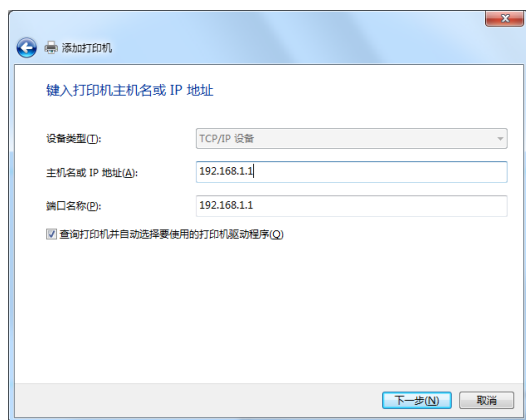 添加打印机
键入打印机主机名或 IP 地址
设备类型(T):
TCP/IP 设备
主机名或 IP 地址(A):
192.168.1.1
端口名称(P):
192.168.1.1
查询打印机并自动选择要使用的打印机驱动程序(Q)
下一步(N)
取消